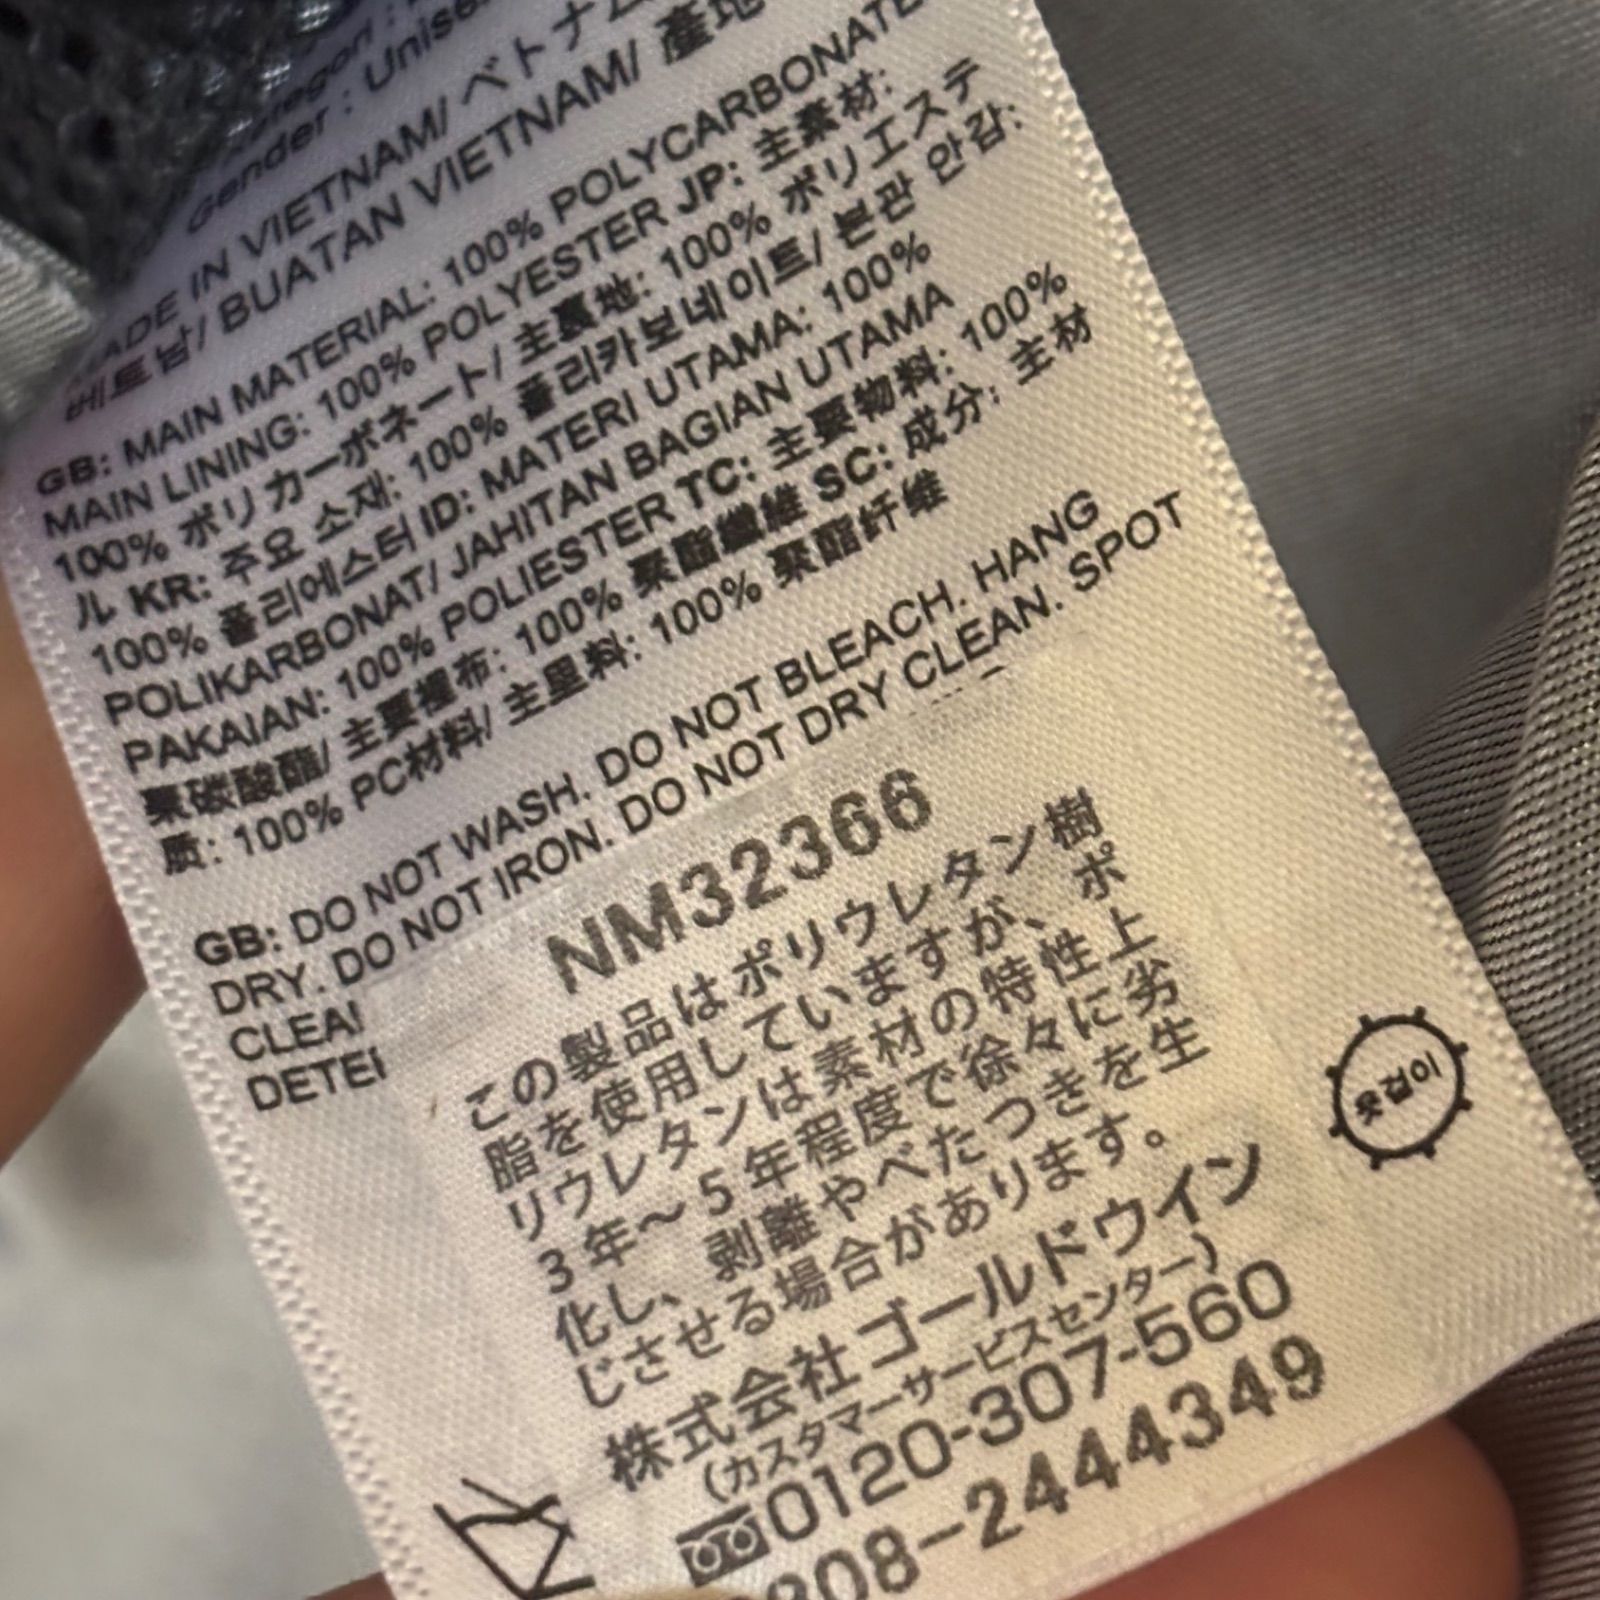 Gender : Unise
MADE IN VIETNAM/ ベトナム
베트남/ BUATAN VIETNAM/ 產地
GB: MAIN MATERIAL: 100% POLYCARBONATE
MAIN LINING: 100% POLYESTER JP: 主素材:
100% ポリカーボネート/ 主裏地: 100% ポリエステ
ル KR: 주요 소재: 100% 폴리카보네이트/ 본관 안감:
100% 폴리에스터 ID: MATERI UTAMA: 100%
POLIKARBONAT/ JAHITAN BAGIAN UTAMA
PAKAIAN: 100% POLIESTER TC: 主要物料: 100%
聚碳酸酯/ 主要裡布: 100% 聚酯纖維 SC: 成分: 主材
质: 100% PC材料/ 主里料: 100% 聚酯纤维
GB: DO NOT WASH. DO NOT BLEACH. HANG
DRY. DO NOT IRON. DO NOT DRY CLEAN. SPOT
CLEA
DETE
NM32366
この製品はポリウレタン樹
脂を使用していますが、ポ
リウレタンは素材の特性上
3年～5年程度で徐々に劣
化し、剥離やべたつきを生
じさせる場合があります。
株式会社ゴールドウイン
(カスタマーサービスセンター)
0120-307-560
808-2444349
옷걸이